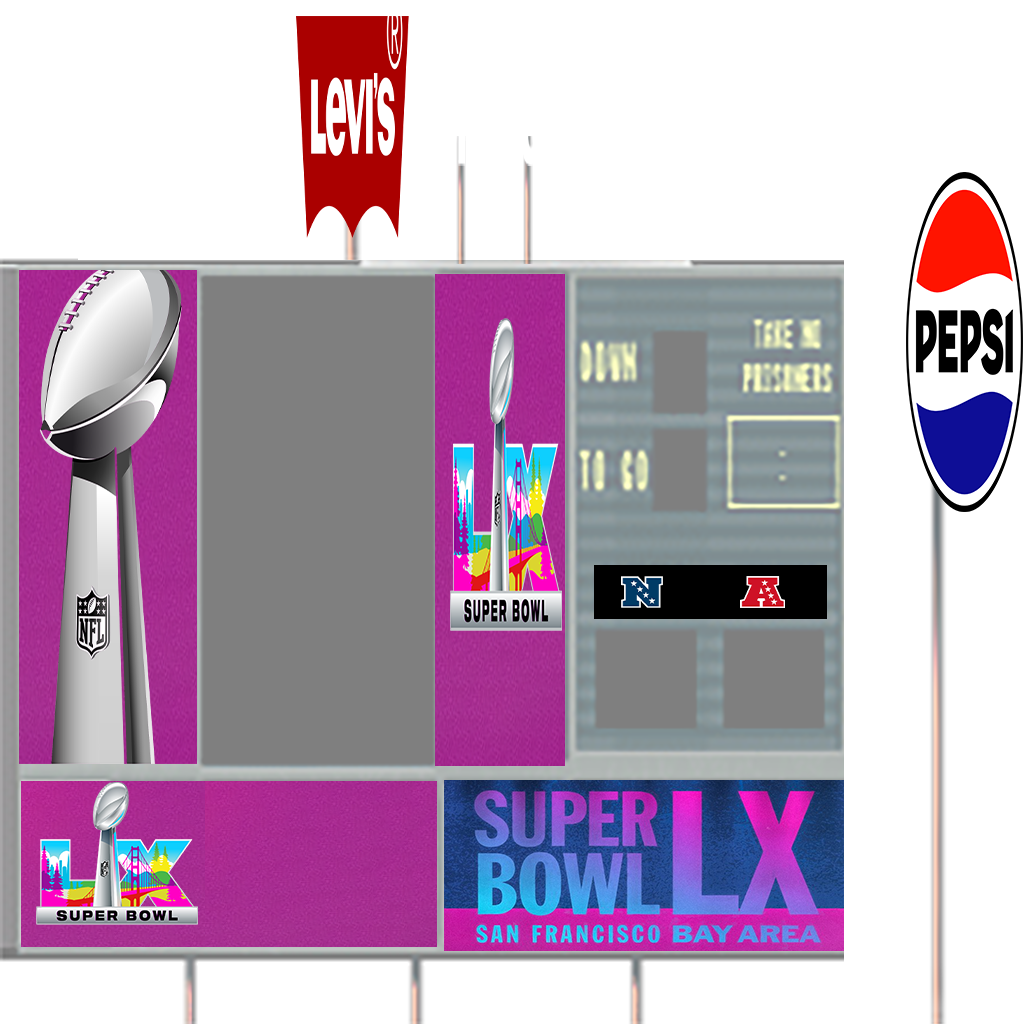 LEVI'S ®
PEPSI
DOWN
TAKE NO
PRISONERS
TO GO
:
LX
NFL
SUPER BOWL
N A
NFL
LX
SUPER BOWL
SUPER
BOWL
LX
SAN FRANCISCO BAY AREA